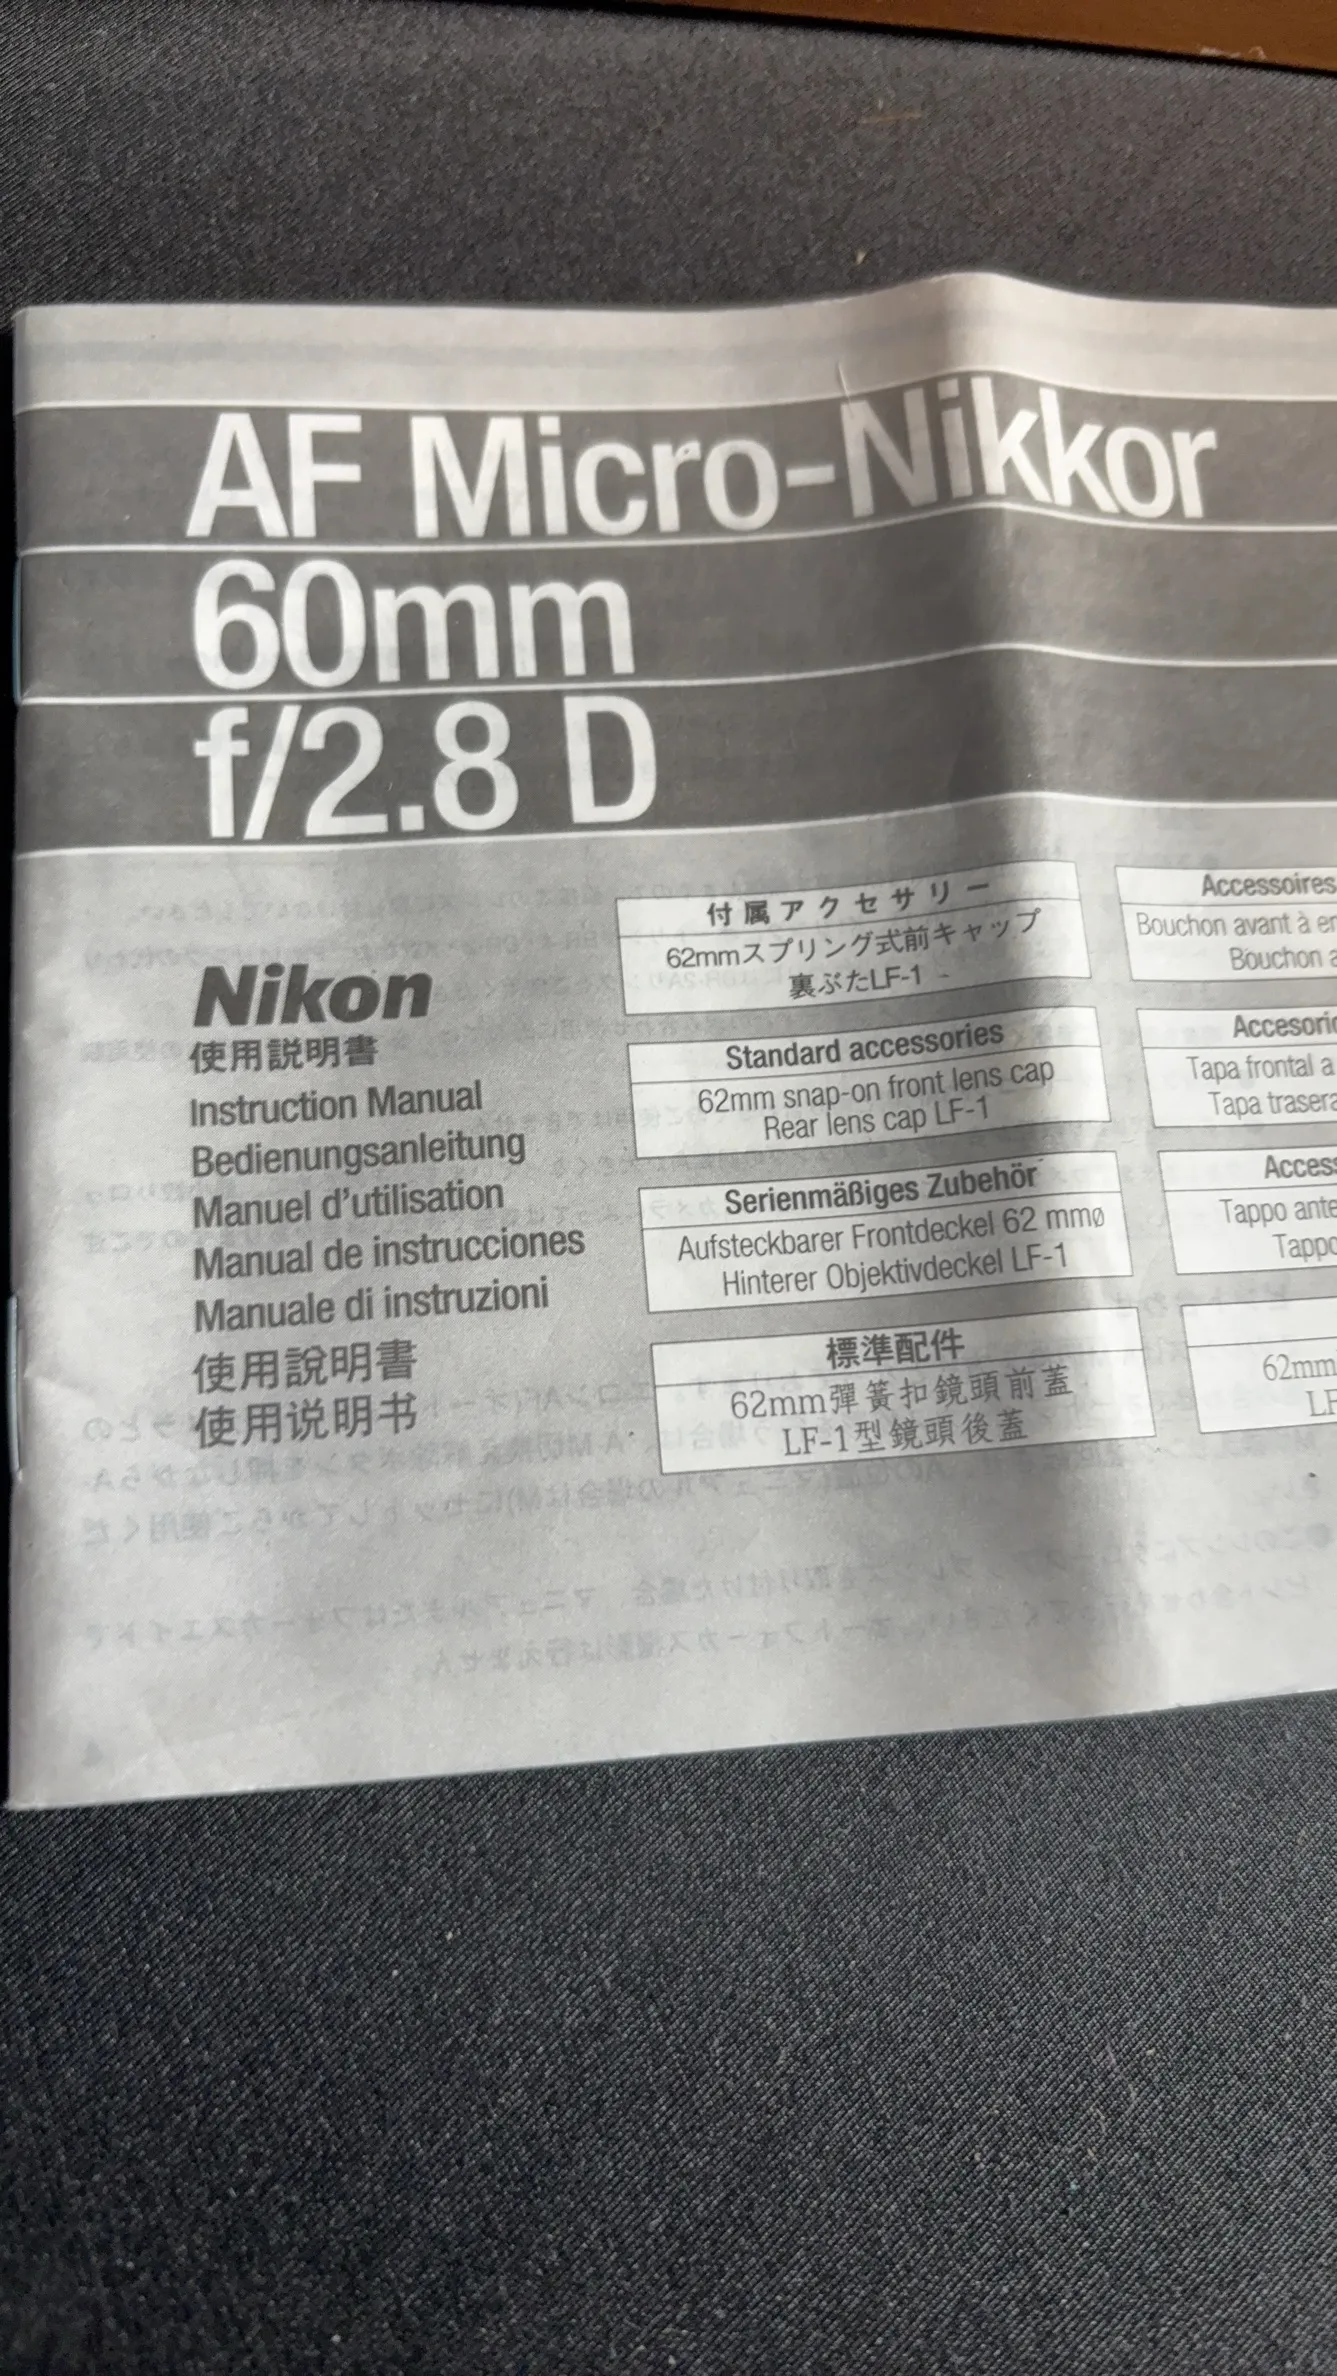 AF Micro-Nikkor
60mm
f/2.8 D
Nikon
使用説明書
Instruction Manual
Bedienungsanleitung
Manuel d'utilisation
Manual de instrucciones
Manuale di instruzioni
使用說明書
使用说明书
付属アクセサリー
62mmスプリング式前キャップ
裏ぶたLF-1
Standard accessories
62mm snap-on front lens cap
Rear lens cap LF-1
Serienmäßiges Zubehör
Aufsteckbarer Frontdeckel 62 mmø
Hinterer Objektivdeckel LF-1
標準配件
62mm彈簧扣鏡頭前蓋
LF-1型鏡頭後蓋
Accessoires
Bouchon avant à
Bouchon
Tapa frontal a
Tapa
Tappo
Tappo
62mm